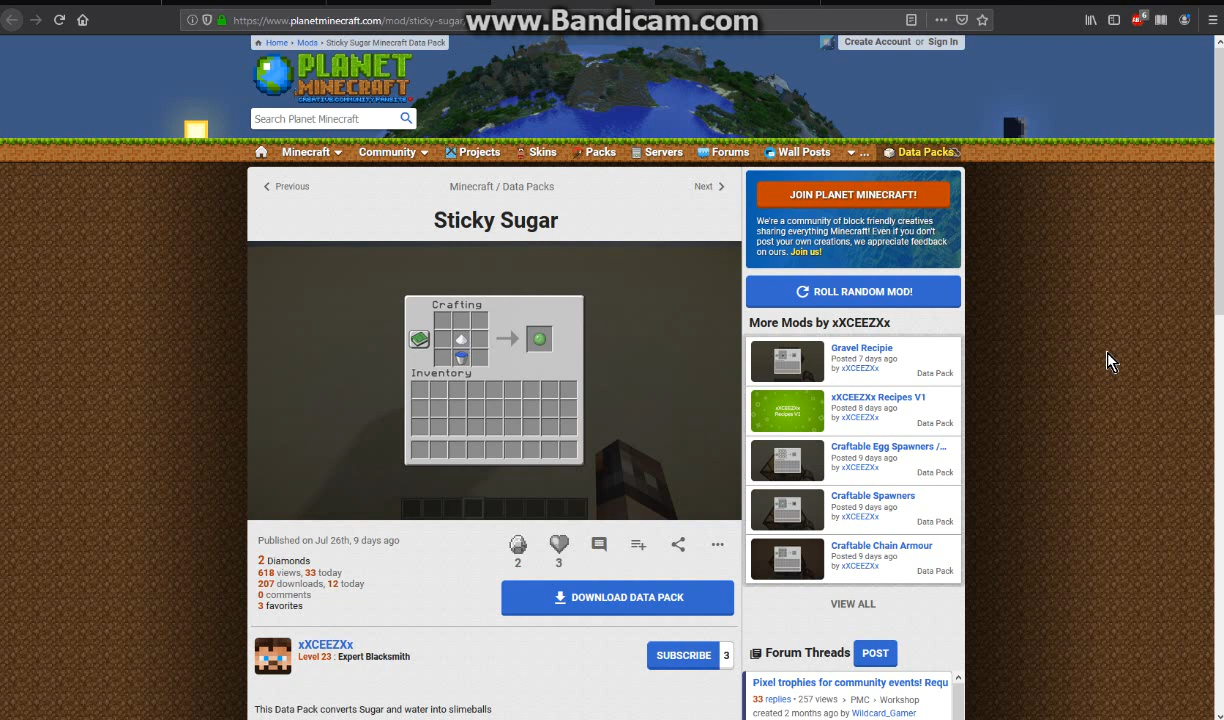 https://www.planetminecraft.com/mod/sticky-sugar
www.Bandicam.com
6
Home › Mods › Sticky Sugar Minecraft Data Pack
Create Account or Sign In
PLANET
MINECRAFT
CREATIVE COMMUNITY FANSITE
Search Planet Minecraft
Minecraft
Community
Projects
Skins
Packs
Servers
Forums
Wall Posts
...
Data Packs
Previous
Minecraft / Data Packs
Next
Sticky Sugar
Crafting
Inventory
Published on Jul 26th, 9 days ago
2 Diamonds
618 views, 33 today
207 downloads, 12 today
0 comments
3 favorites
2
3
DOWNLOAD DATA PACK
xXCEEZXx
Level 23 : Expert Blacksmith
SUBSCRIBE 3
This Data Pack converts Sugar and water into slimeballs
JOIN PLANET MINECRAFT!
We're a community of block friendly creatives
sharing everything Minecraft! Even if you don't
post your own creations, we appreciate feedback
on ours. Join us!
ROLL RANDOM MOD!
More Mods by xXCEEZXx
Gravel Recipie
Posted 7 days ago
by xXCEEZXx
Data Pack
xXCEEZXx
Recipes V1
xXCEEZXx Recipes V1
Posted 8 days ago
by xXCEEZXx
Data Pack
Craftable Egg Spawners /...
Posted 9 days ago
by xXCEEZXx
Data Pack
Craftable Spawners
Posted 9 days ago
by xXCEEZXx
Data Pack
Craftable Chain Armour
Posted 9 days ago
by xXCEEZXx
Data Pack
VIEW ALL
Forum Threads
POST
Pixel trophies for community events! Requ
33 replies • 257 views › PMC › Workshop
created 2 months ago by Wildcard_Gamer